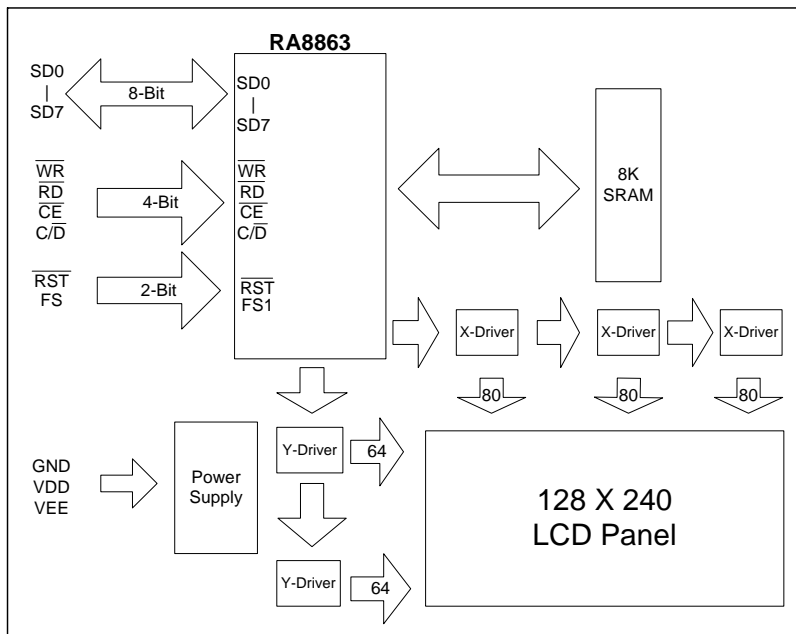 RA8863
SD0
|
SD7
8-Bit
SD0
|
SD7
WR
RD
CE
C/D
4-Bit
WR
RD
CE
C/D
RST
FS
2-Bit
RST
FS1
8K
SRAM
X-Driver
X-Driver
X-Driver
80
80
80
GND
VDD
VEE
Power
Supply
Y-Driver
64
128 X 240
LCD Panel
Y-Driver
64